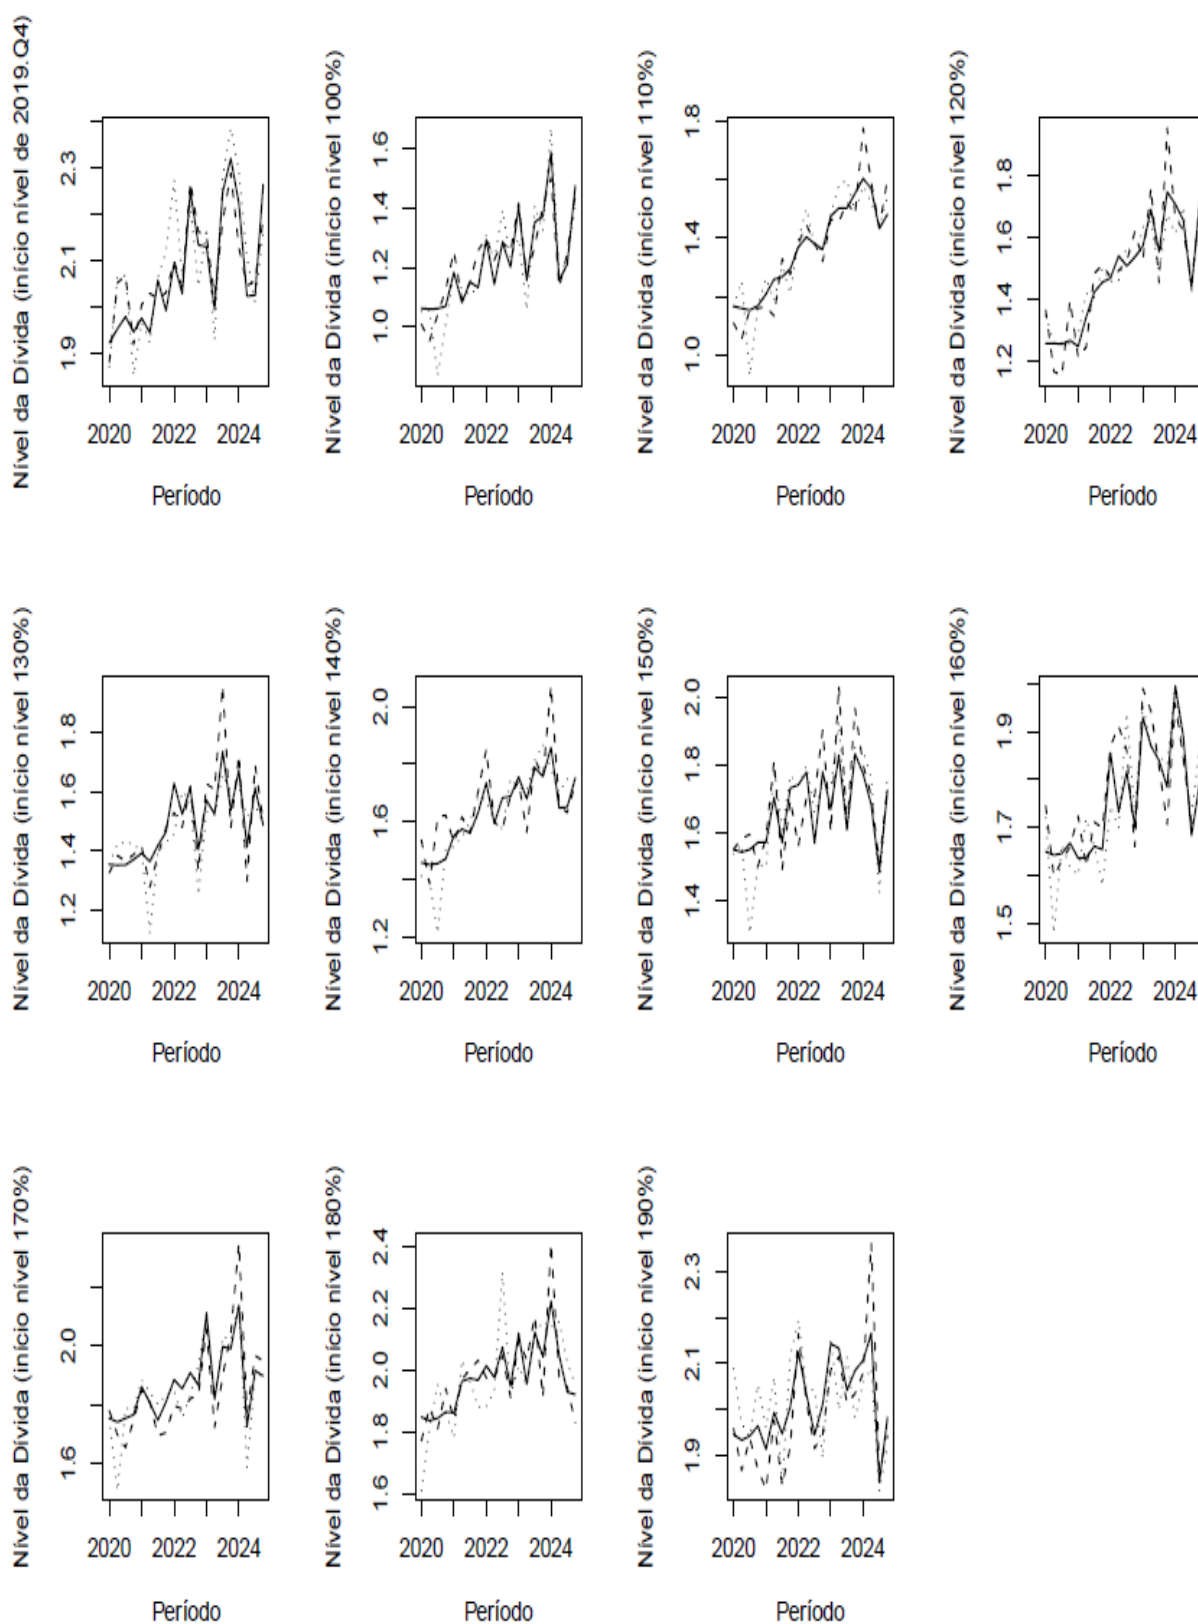 Nível da Dívida (início nível de 2019.Q4)
1.9 2.1 2.3
2020 2022 2024
Período
Nível da Dívida (início nível 100%)
1.0 1.2 1.4 1.6
2020 2022 2024
Período
Nível da Dívida (início nível 110%)
1.0 1.4 1.8
2020 2022 2024
Período
Nível da Dívida (início nível 120%)
1.2 1.4 1.6 1.8
2020 2022 2024
Período
Nível da Dívida (início nível 130%)
1.2 1.4 1.6 1.8
2020 2022 2024
Período
Nível da Dívida (início nível 140%)
1.2 1.6 2.0
2020 2022 2024
Período
Nível da Dívida (início nível 150%)
1.4 1.6 1.8 2.0
2020 2022 2024
Período
Nível da Dívida (início nível 160%)
1.5 1.7 1.9
2020 2022 2024
Período
Nível da Dívida (início nível 170%)
1.6 2.0
2020 2022 2024
Período
Nível da Dívida (início nível 180%)
1.6 1.8 2.0 2.2 2.4
2020 2022 2024
Período
Nível da Dívida (início nível 190%)
1.9 2.1 2.3
2020 2022 2024
Período